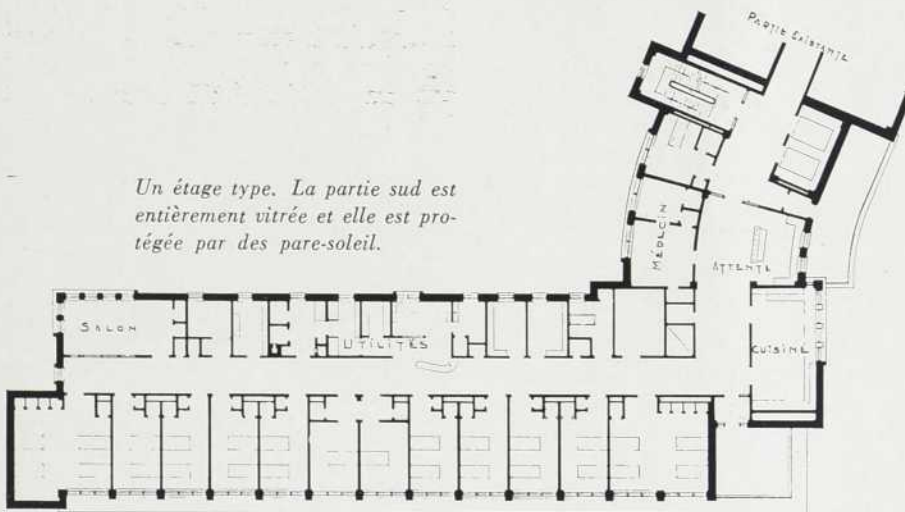 PARTIE EXISTANTE
Un étage type. La partie sud est
entièrement vitrée et elle est pro-
tégée par des pare-soleil.
MÉDECIN
ATTENTE
SALON
UTILITÉS
CUISINE